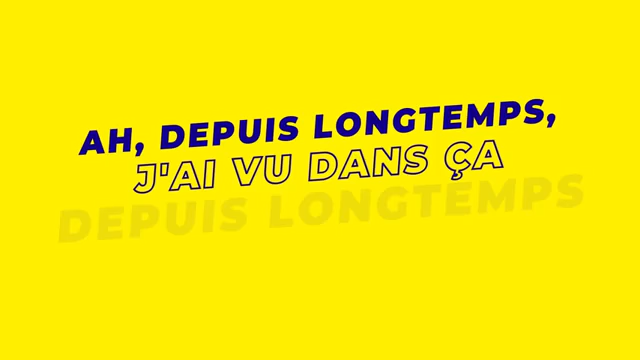 AH, DEPUIS LONGTEMPS,
J'AI VU DANS ÇA
DEPUIS LONGTEMPS